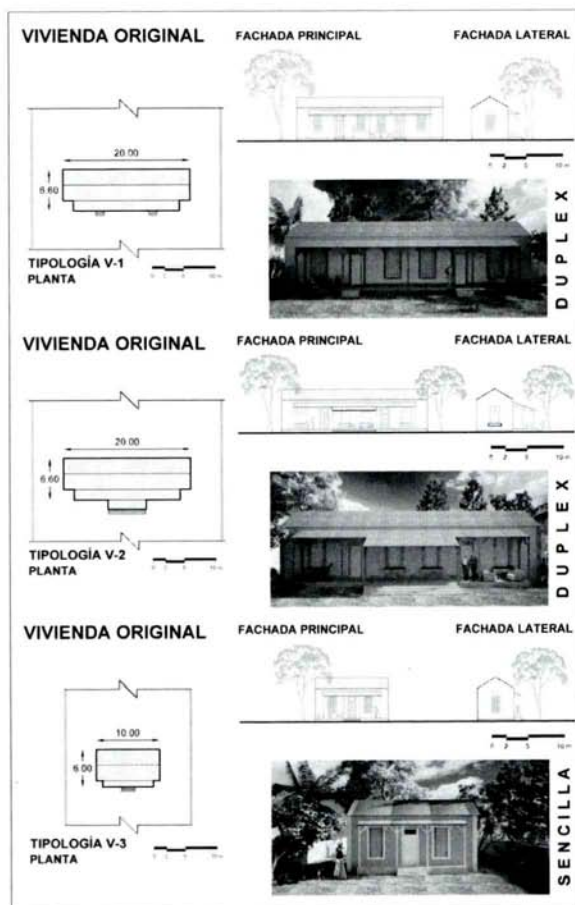 VIVIENDA ORIGINAL
FACHADA PRINCIPAL
FACHADA LATERAL
20.00
6.60
TIPOLOGÍA V-1
PLANTA
DUPLEX
VIVIENDA ORIGINAL
FACHADA PRINCIPAL
FACHADA LATERAL
20.00
6.60
TIPOLOGÍA V-2
PLANTA
DUPLEX
VIVIENDA ORIGINAL
FACHADA PRINCIPAL
FACHADA LATERAL
10.00
6.00
TIPOLOGÍA V-3
PLANTA
SENCILLA